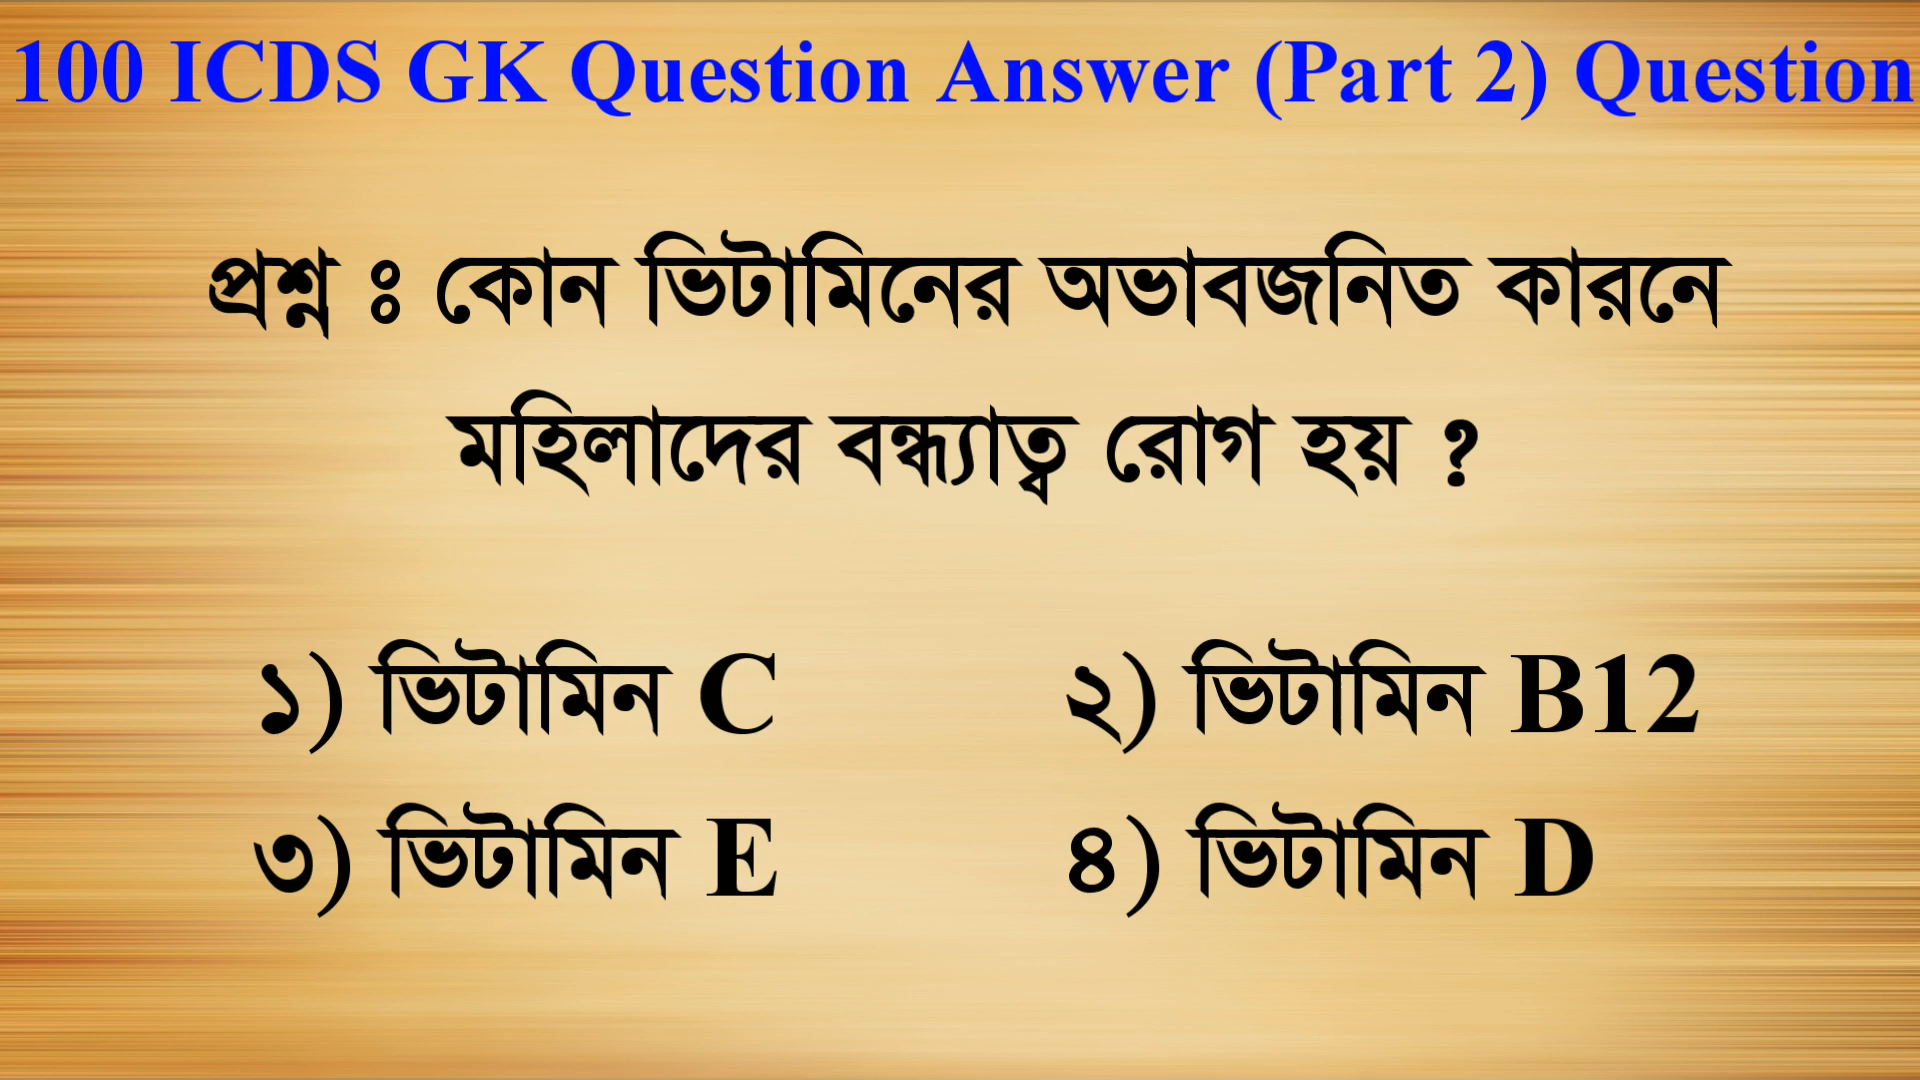 100 ICDS GK Question Answer (Part 2) Question
প্রশ্ন ঃ কোন ভিটামিনের অভাবজনিত কারনে
মহিলাদের বন্ধ্যাত্ব রোগ হয় ?
১) ভিটামিন C ২) ভিটামিন B12
৩) ভিটামিন E ৪) ভিটামিন D